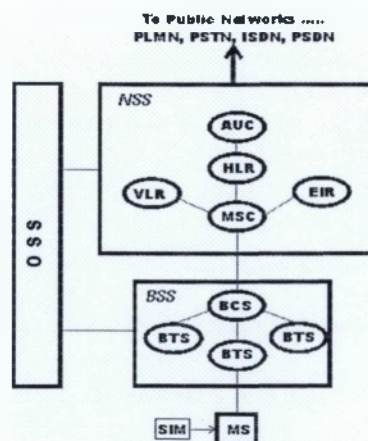 To Public Networks .....
PLMN, PSTN, ISDN, PSDN
NSS
AUC
HLR
VLR
EIR
MSC
OSS
BSS
BCS
BTS
BTS
BTS
SIM
MS